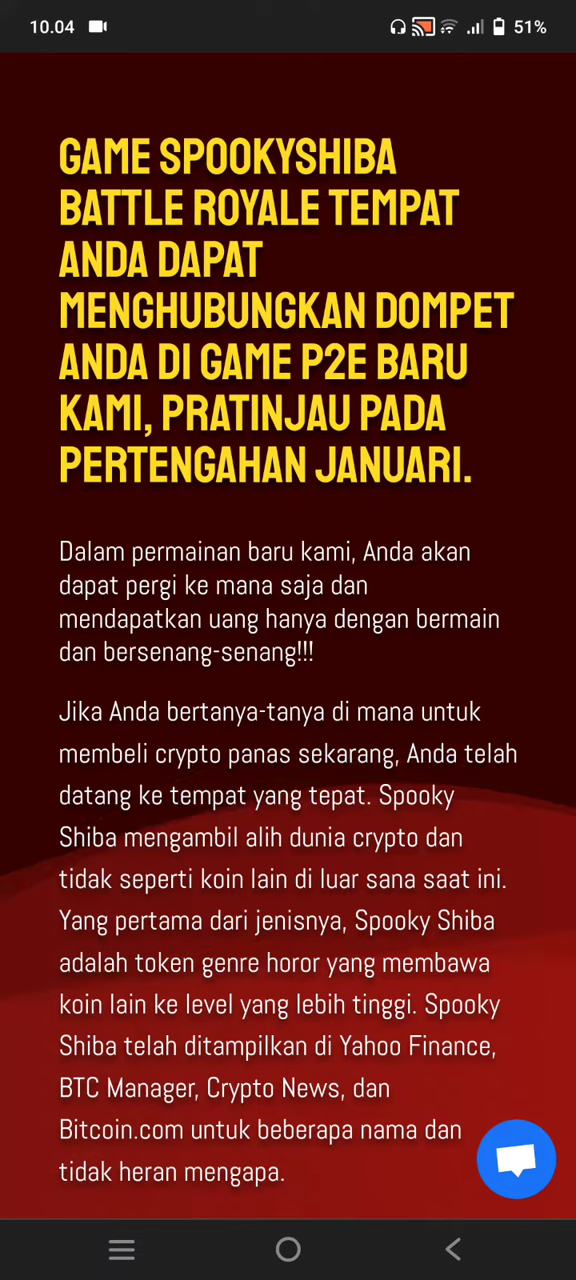 10.04
51%
GAME SPOOKYSHIBA
BATTLE ROYALE TEMPAT
ANDA DAPAT
MENGHUBUNGKAN DOMPET
ANDA DI GAME P2E BARU
KAMI, PRATINJAU PADA
PERTENGAHAN JANUARI.
Dalam permainan baru kami, Anda akan
dapat pergi ke mana saja dan
mendapatkan uang hanya dengan bermain
dan bersenang-senang!!!
Jika Anda bertanya-tanya di mana untuk
membeli crypto panas sekarang, Anda telah
datang ke tempat yang tepat. Spooky
Shiba mengambil alih dunia crypto dan
tidak seperti koin lain di luar sana saat ini.
Yang pertama dari jenisnya, Spooky Shiba
adalah token genre horor yang membawa
koin lain ke level yang lebih tinggi. Spooky
Shiba telah ditampilkan di Yahoo Finance,
BTC Manager, Crypto News, dan
Bitcoin.com untuk beberapa nama dan
tidak heran mengapa.